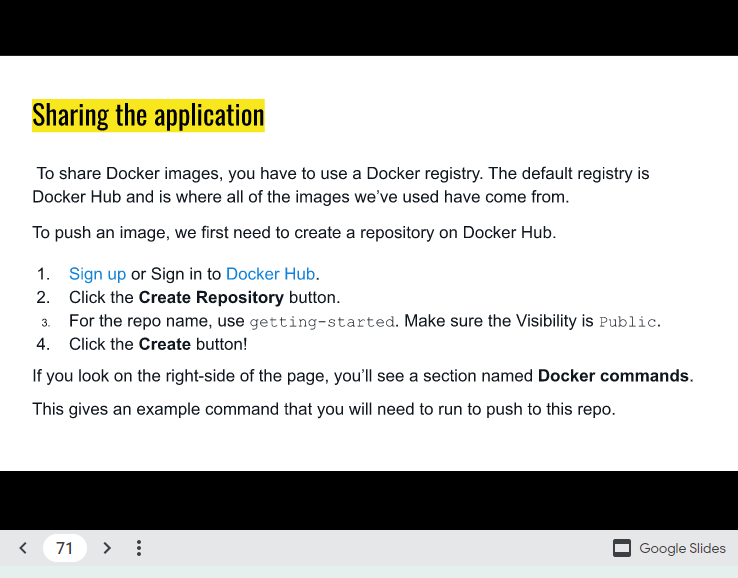 Sharing the application
To share Docker images, you have to use a Docker registry. The default registry is
Docker Hub and is where all of the images we’ve used have come from.
To push an image, we first need to create a repository on Docker Hub.
1. Sign up or Sign in to Docker Hub.
2. Click the Create Repository button.
3. For the repo name, use getting-started. Make sure the Visibility is Public.
4. Click the Create button!
If you look on the right-side of the page, you’ll see a section named Docker commands.
This gives an example command that you will need to run to push to this repo.
71
Google Slides